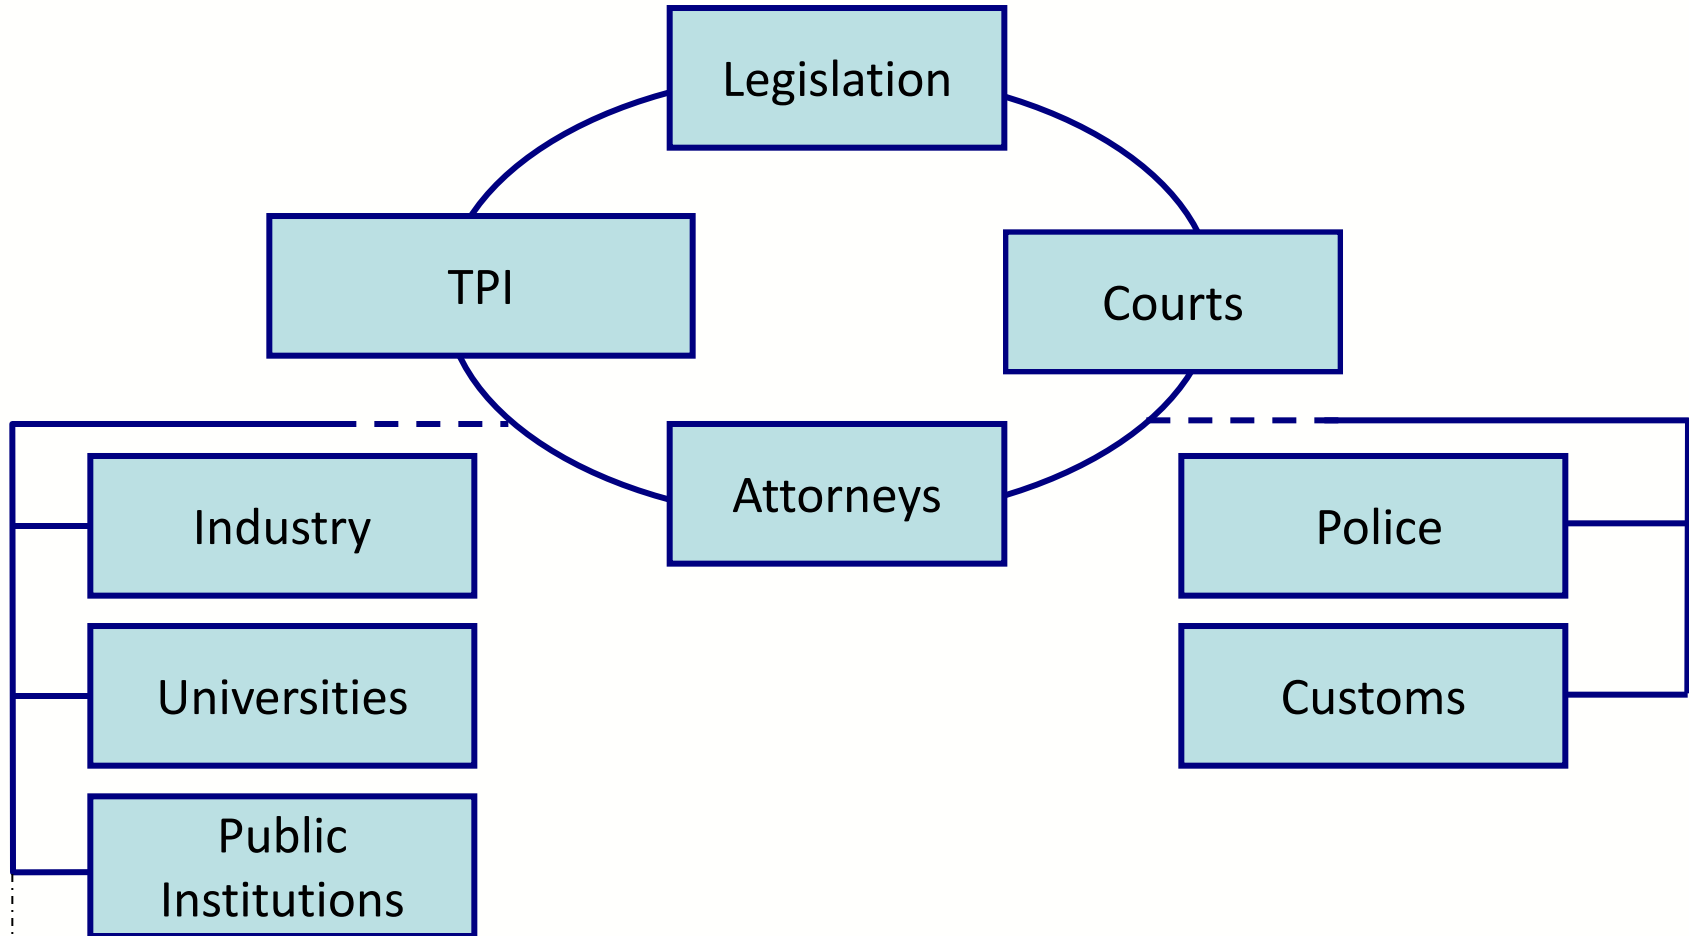 Legislation
TPI
Courts
Attorneys
Industry
Police
Universities
Customs
Public
Institutions